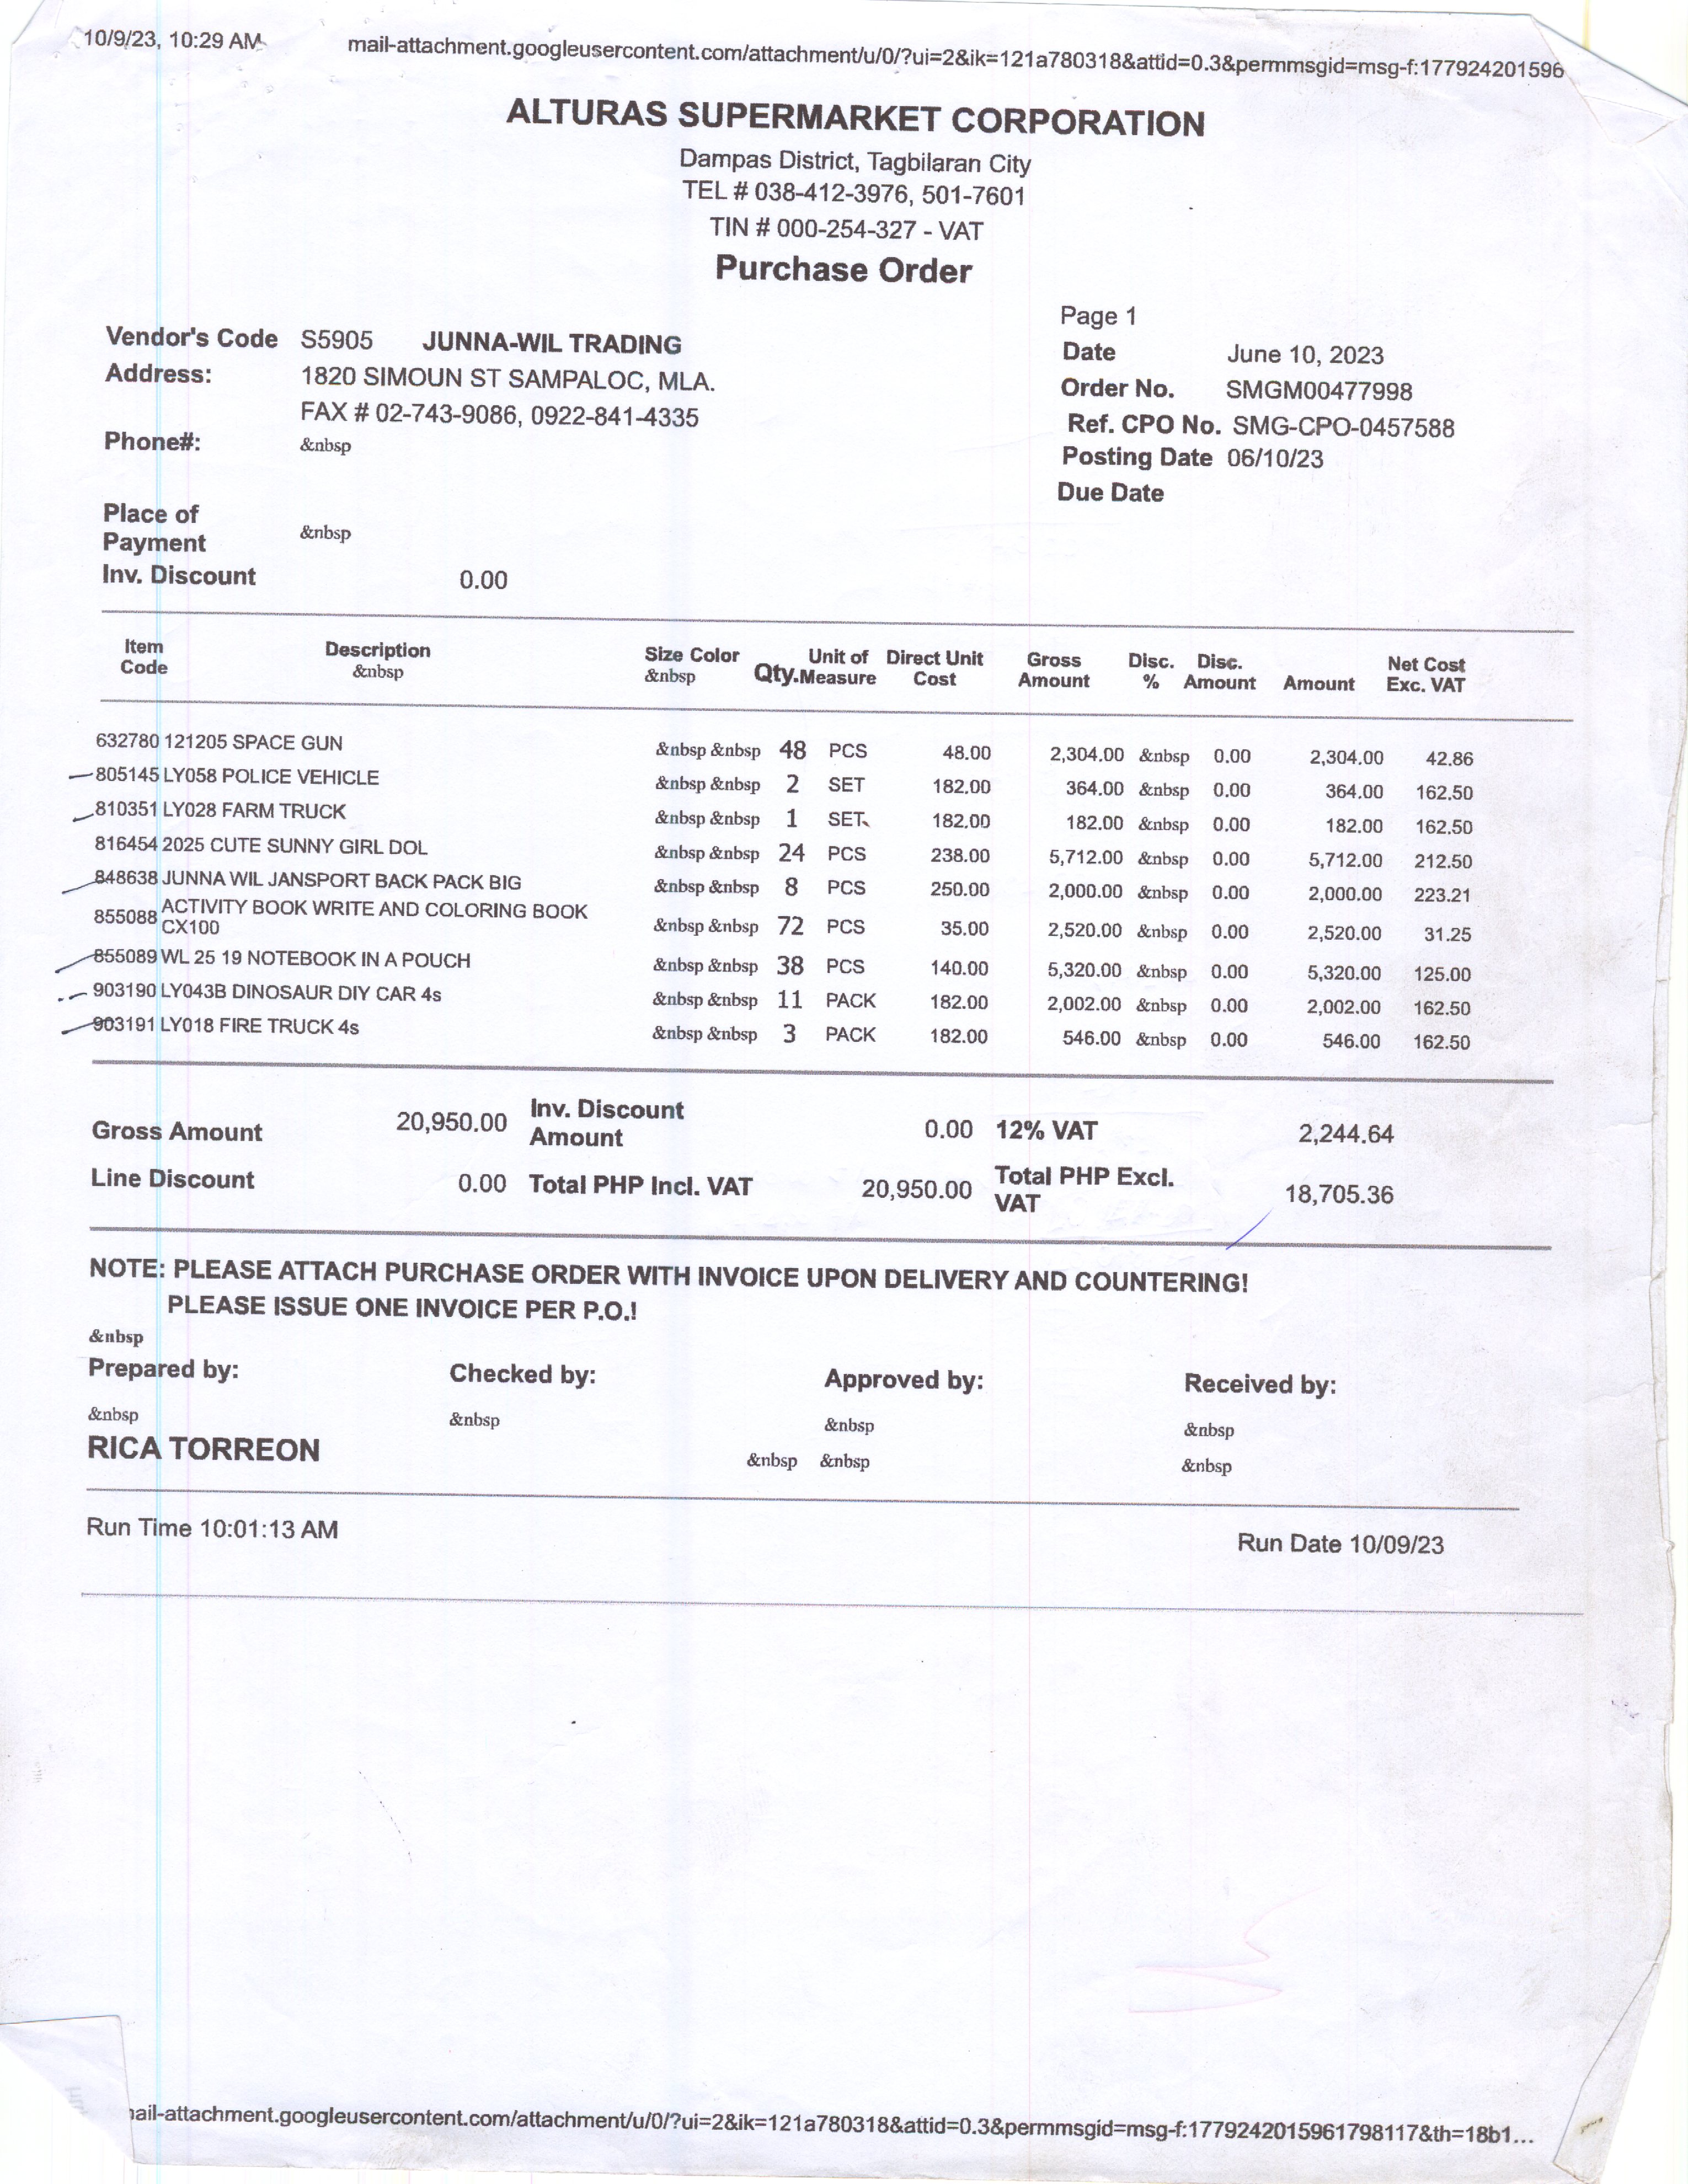 10/9/23, 10:29 AM mail-attachment.googleusercontent.com/attachment/u/0/?ui=2&ik=121a780318&attid=0.3&permmsgid=msg-f:177924201596
ALTURAS SUPERMARKET CORPORATION
Dampas District, Tagbilaran City
TEL # 038-412-3976, 501-7601
TIN # 000-254-327 - VAT
Purchase Order
Page 1
Vendor's Code S5905 JUNNA-WIL TRADING Date June 10, 2023
Address: 1820 SIMOUN ST SAMPALOC, MLA. Order No. SMGM00477998
FAX # 02-743-9086, 0922-841-4335 Ref. CPO No. SMG-CPO-0457588
Phone#: &nbsp Posting Date 06/10/23
Due Date
Place of
Payment &nbsp
Inv. Discount 0.00
Item Description Size Color Unit of Direct Unit Gross Disc. Disc. Net Cost
Code &nbsp &nbsp Qty. Measure Cost Amount % Amount Amount Exc. VAT
632780 121205 SPACE GUN &nbsp &nbsp 48 PCS 48.00 2,304.00 &nbsp 0.00 2,304.00 42.86
805145 LY058 POLICE VEHICLE &nbsp &nbsp 2 SET 182.00 364.00 &nbsp 0.00 364.00 162.50
810351 LY028 FARM TRUCK &nbsp &nbsp 1 SET 182.00 182.00 &nbsp 0.00 182.00 162.50
816454 2025 CUTE SUNNY GIRL DOL &nbsp &nbsp 24 PCS 238.00 5,712.00 &nbsp 0.00 5,712.00 212.50
848638 JUNNA WIL JANSPORT BACK PACK BIG &nbsp &nbsp 8 PCS 250.00 2,000.00 &nbsp 0.00 2,000.00 223.21
855088 ACTIVITY BOOK WRITE AND COLORING BOOK
CX100 &nbsp &nbsp 72 PCS 35.00 2,520.00 &nbsp 0.00 2,520.00 31.25
855089 WL 25 19 NOTEBOOK IN A POUCH &nbsp &nbsp 38 PCS 140.00 5,320.00 &nbsp 0.00 5,320.00 125.00
903190 LY043B DINOSAUR DIY CAR 4s &nbsp &nbsp 11 PACK 182.00 2,002.00 &nbsp 0.00 2,002.00 162.50
903191 LY018 FIRE TRUCK 4s &nbsp &nbsp 3 PACK 182.00 546.00 &nbsp 0.00 546.00 162.50
Gross Amount 20,950.00 Inv. Discount
Amount 0.00 12% VAT 2,244.64
Line Discount 0.00 Total PHP Incl. VAT 20,950.00 Total PHP Excl.
VAT 18,705.36
NOTE: PLEASE ATTACH PURCHASE ORDER WITH INVOICE UPON DELIVERY AND COUNTERING!
PLEASE ISSUE ONE INVOICE PER P.O.!
&nbsp
Prepared by: Checked by: Approved by: Received by:
&nbsp &nbsp &nbsp &nbsp
RICA TORREON &nbsp &nbsp &nbsp
Run Time 10:01:13 AM Run Date 10/09/23
ail-attachment.googleusercontent.com/attachment/u/0/?ui=2&ik=121a780318&attid=0.3&permmsgid=msg-f:1779242015961798117&th=18b1...